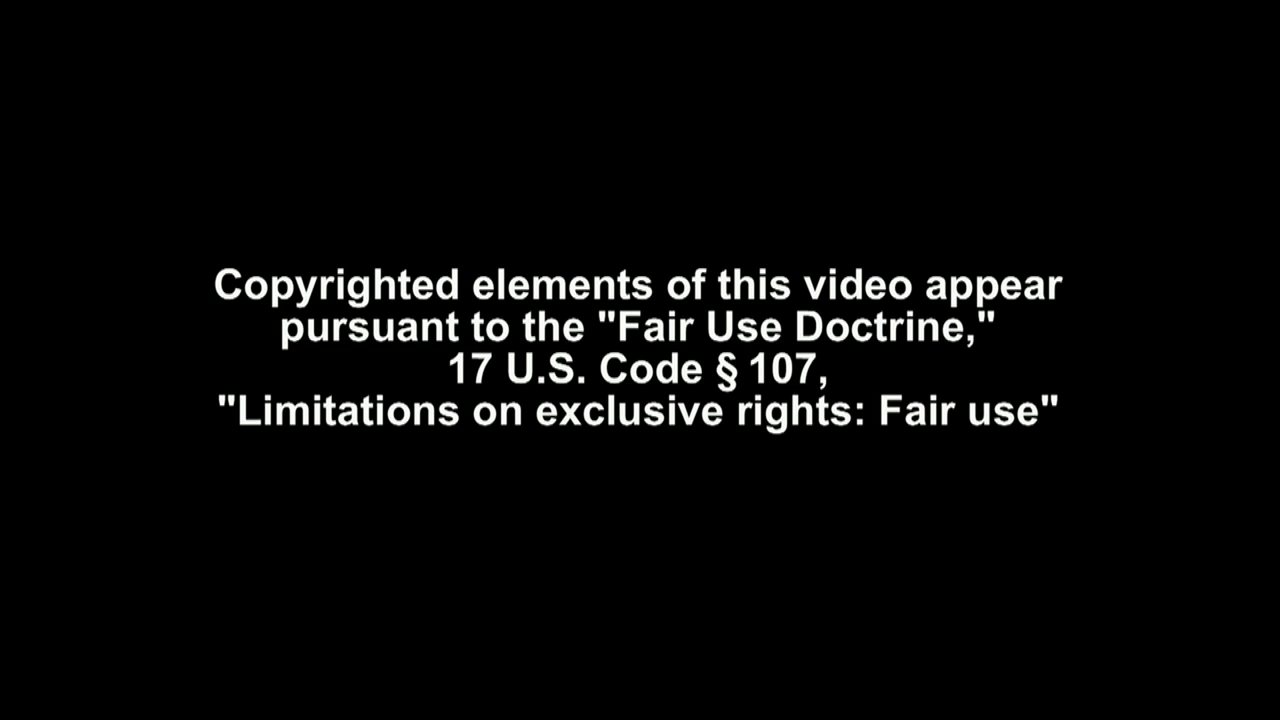 Copyrighted elements of this video appear
pursuant to the "Fair Use Doctrine,"
17 U.S. Code § 107,
"Limitations on exclusive rights: Fair use"